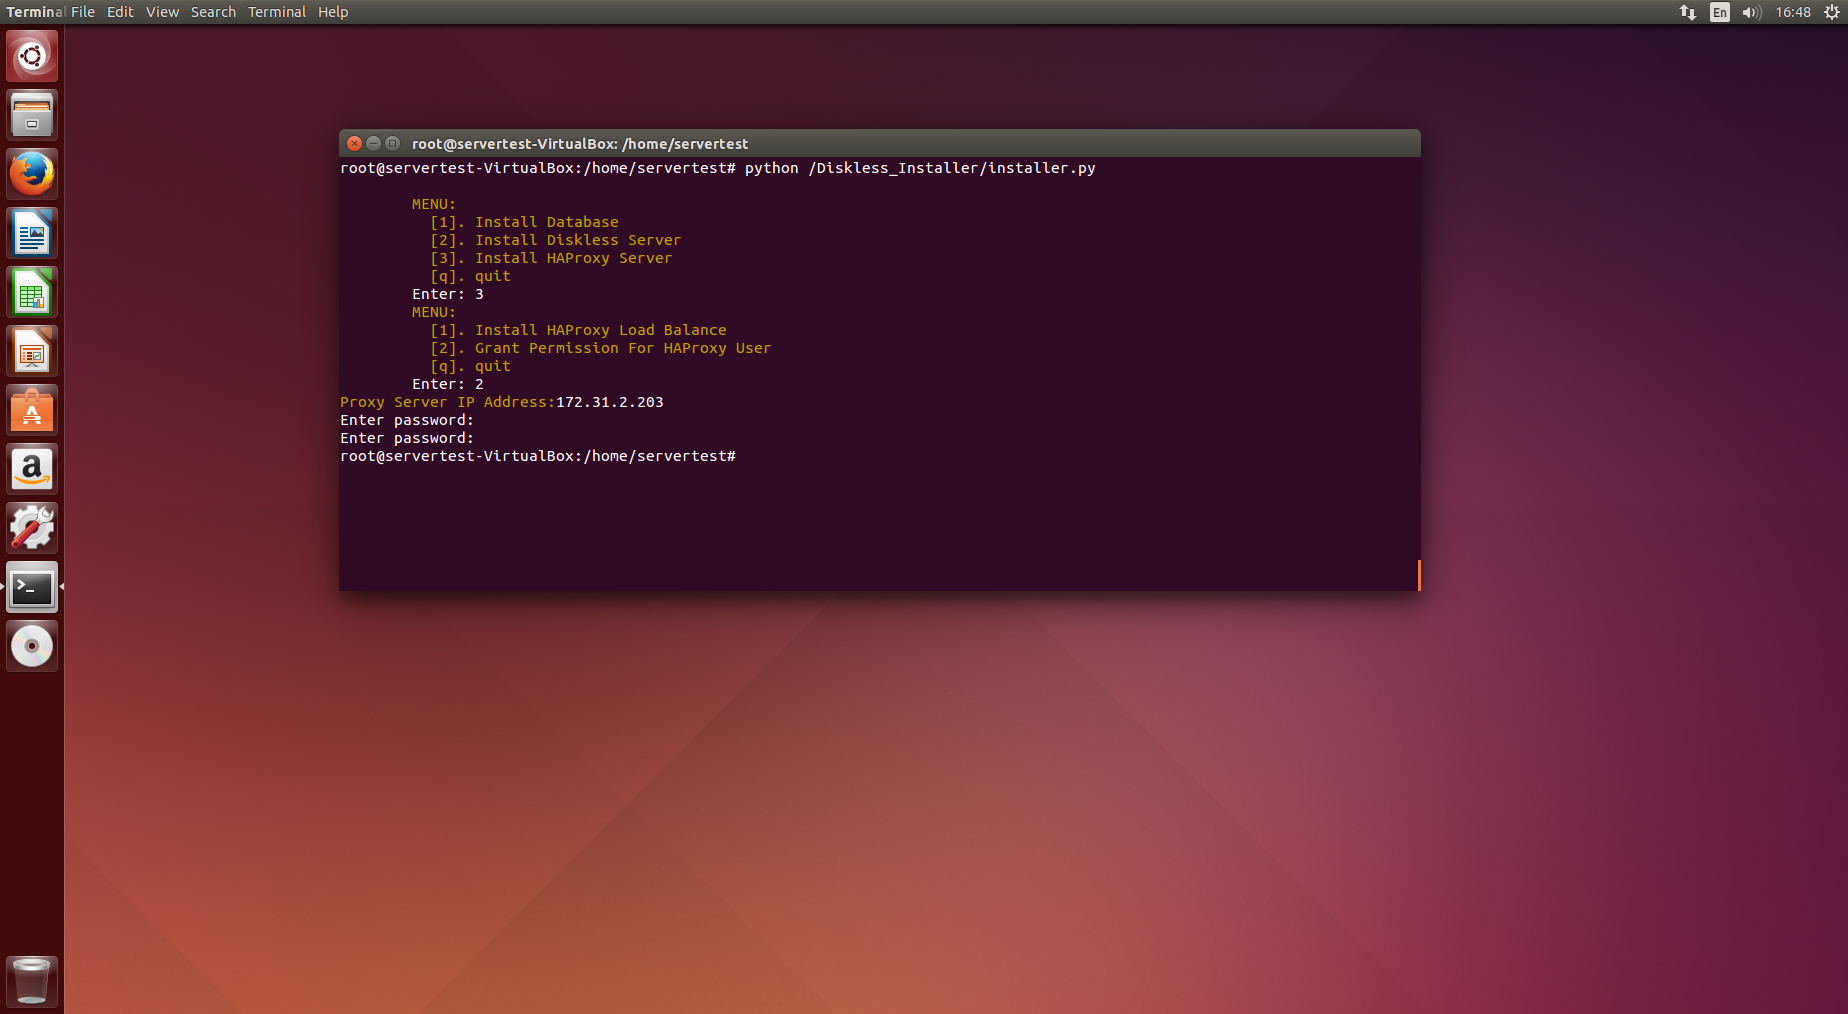 Terminal File Edit View Search Terminal Help
En 16:48
root@servertest-VirtualBox: /home/servertest
root@servertest-VirtualBox:/home/servertest# python /Diskless_Installer/installer.py
MENU:
[1]. Install Database
[2]. Install Diskless Server
[3]. Install HAProxy Server
[q]. quit
Enter: 3
MENU:
[1]. Install HAProxy Load Balance
[2]. Grant Permission For HAProxy User
[q]. quit
Enter: 2
Proxy Server IP Address:172.31.2.203
Enter password:
Enter password:
root@servertest-VirtualBox:/home/servertest#